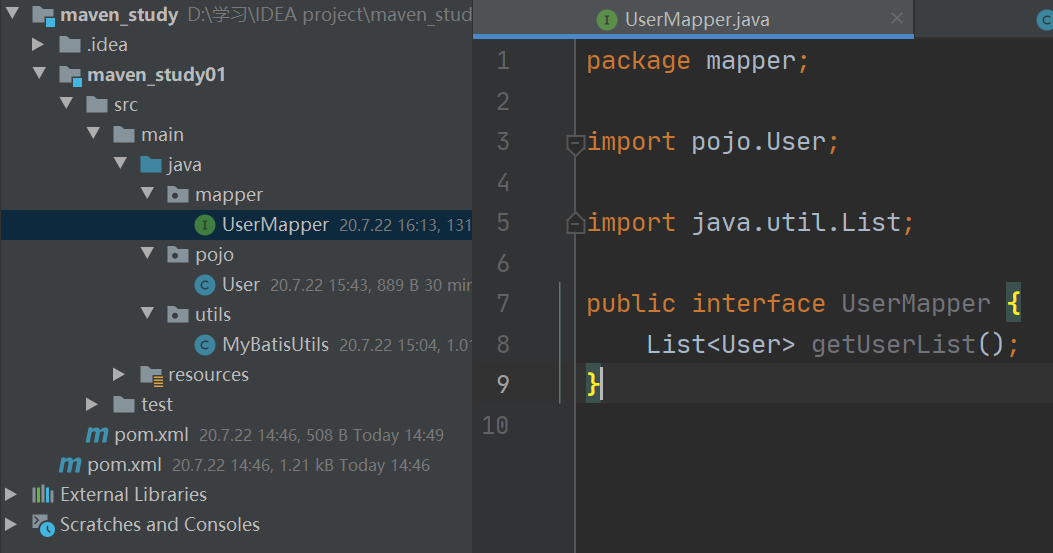 maven_study D:\学习\IDEA project\maven_stud
.idea
maven_study01
src
main
java
mapper
UserMapper 20.7.22 16:13, 131
pojo
User 20.7.22 15:43, 889 B 30 min
utils
MyBatisUtils 20.7.22 15:04, 1.01
resources
test
pom.xml 20.7.22 14:46, 508 B Today 14:49
pom.xml 20.7.22 14:46, 1.21 kB Today 14:46
External Libraries
Scratches and Consoles
UserMapper.java
1 package mapper;
2
3 import pojo.User;
4
5 import java.util.List;
6
7 public interface UserMapper {
8 List<User> getUserList();
9 }
10